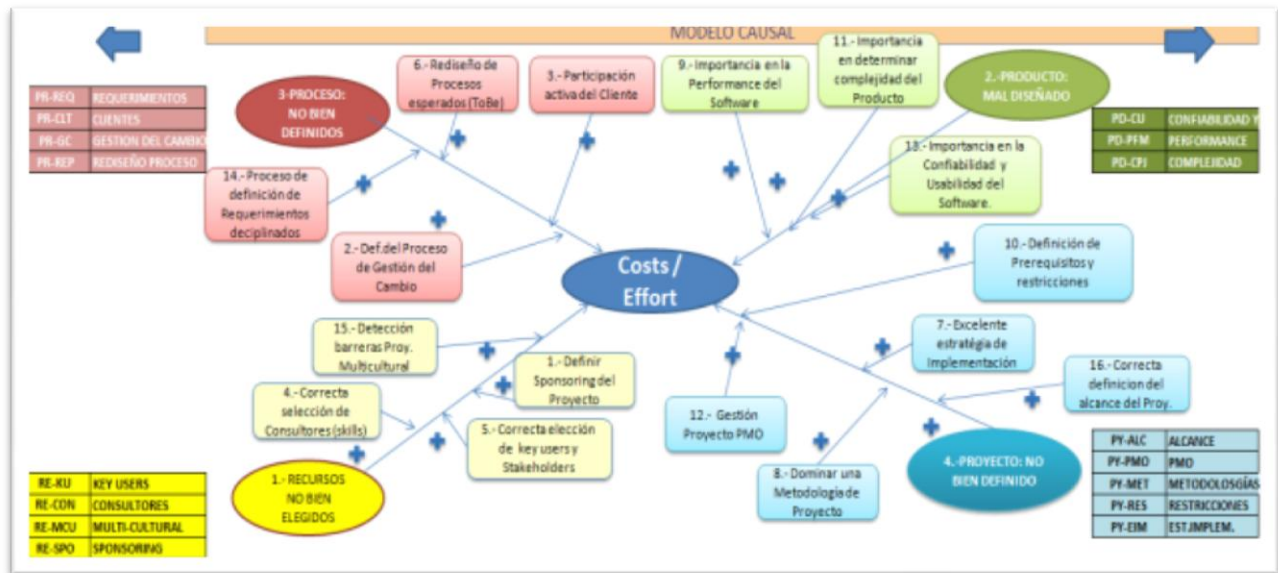 MODELO CAUSAL
PR-REQ REQUERIMIENTOS
PR-CLT CLIENTES
PR-GC GESTION DEL CAMBIO
PR-REP REDISEÑO PROCESO
3-PROCESO:
NO BIEN
DEFINIDOS
6.- Rediseño de
Procesos
esperados (ToBe)
3.- Participación
activa del Cliente
9.- Importancia en la
Performance del
Software
11.- Importancia
en determinar
complejidad del
Producto
2.-PRODUCTO:
MAL DISEÑADO
PD-CU CONFIABILIDAD Y
PD-PFM PERFORMANCE
PD-CPJ COMPLEJIDAD
14.- Proceso de
definición de
Requerimientos
deciplinados
2.- Def.del Proceso
de Gestión del
Cambio
13.- Importancia en la
Confiabilidad y
Usabilidad del
Software.
Costs /
Effort
10.- Definición de
Prerequisitos y
restricciones
15.- Detección
barreras Proy.
Multicultural
1.- Definir
Sponsoring del
Proyecto
4.- Correcta
selección de
Consultores (skills)
5.- Correcta elección
de key users y
Stakeholders
7.- Excelente
estratégia de
Implementación
16.- Correcta
definicion del
alcance del Proy.
12.- Gestión
Proyecto PMO
8.- Dominar una
Metodología de
Proyecto
1.- RECURSOS
NO BIEN
ELEGIDOS
4.-PROYECTO: NO
BIEN DEFINIDO
RE-KU KEY USERS
RE-CON CONSULTORES
RE-MCU MULTI-CULTURAL
RE-SPO SPONSORING
PY-ALC ALCANCE
PY-PMO PMO
PY-MET METODOLOSGÍAS
PY-RES RESTRICCIONES
PY-EIM EST.IMPLEM.